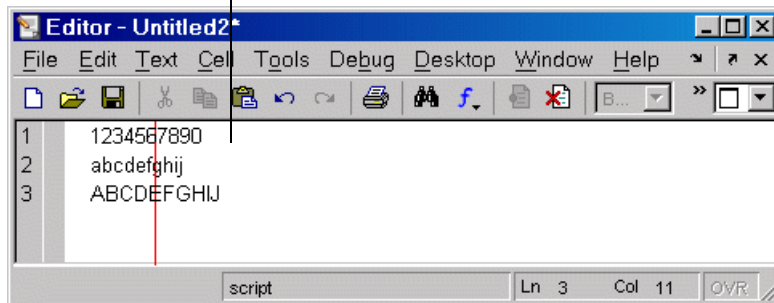 Editor - Untitled2*
File Edit Text Cell Tools Debug Desktop Window Help
B...
1 1234567890
2 abcdefghij
3 ABCDEFGHIJ
script Ln 3 Col 11 OVR